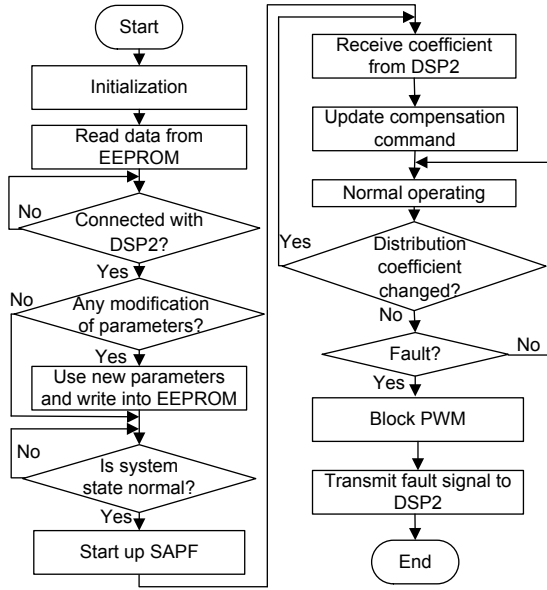 Start
Initialization
Read data from
EEPROM
No
Connected with
DSP2?
Yes
No
Any modification
of parameters?
Yes
Use new parameters
and write into EEPROM
No
Is system
state normal?
Yes
Start up SAPF
Receive coefficient
from DSP2
Update compensation
command
Normal operating
Yes
Distribution
coefficient
changed?
No
Fault?
No
Yes
Block PWM
Transmit fault signal to
DSP2
End